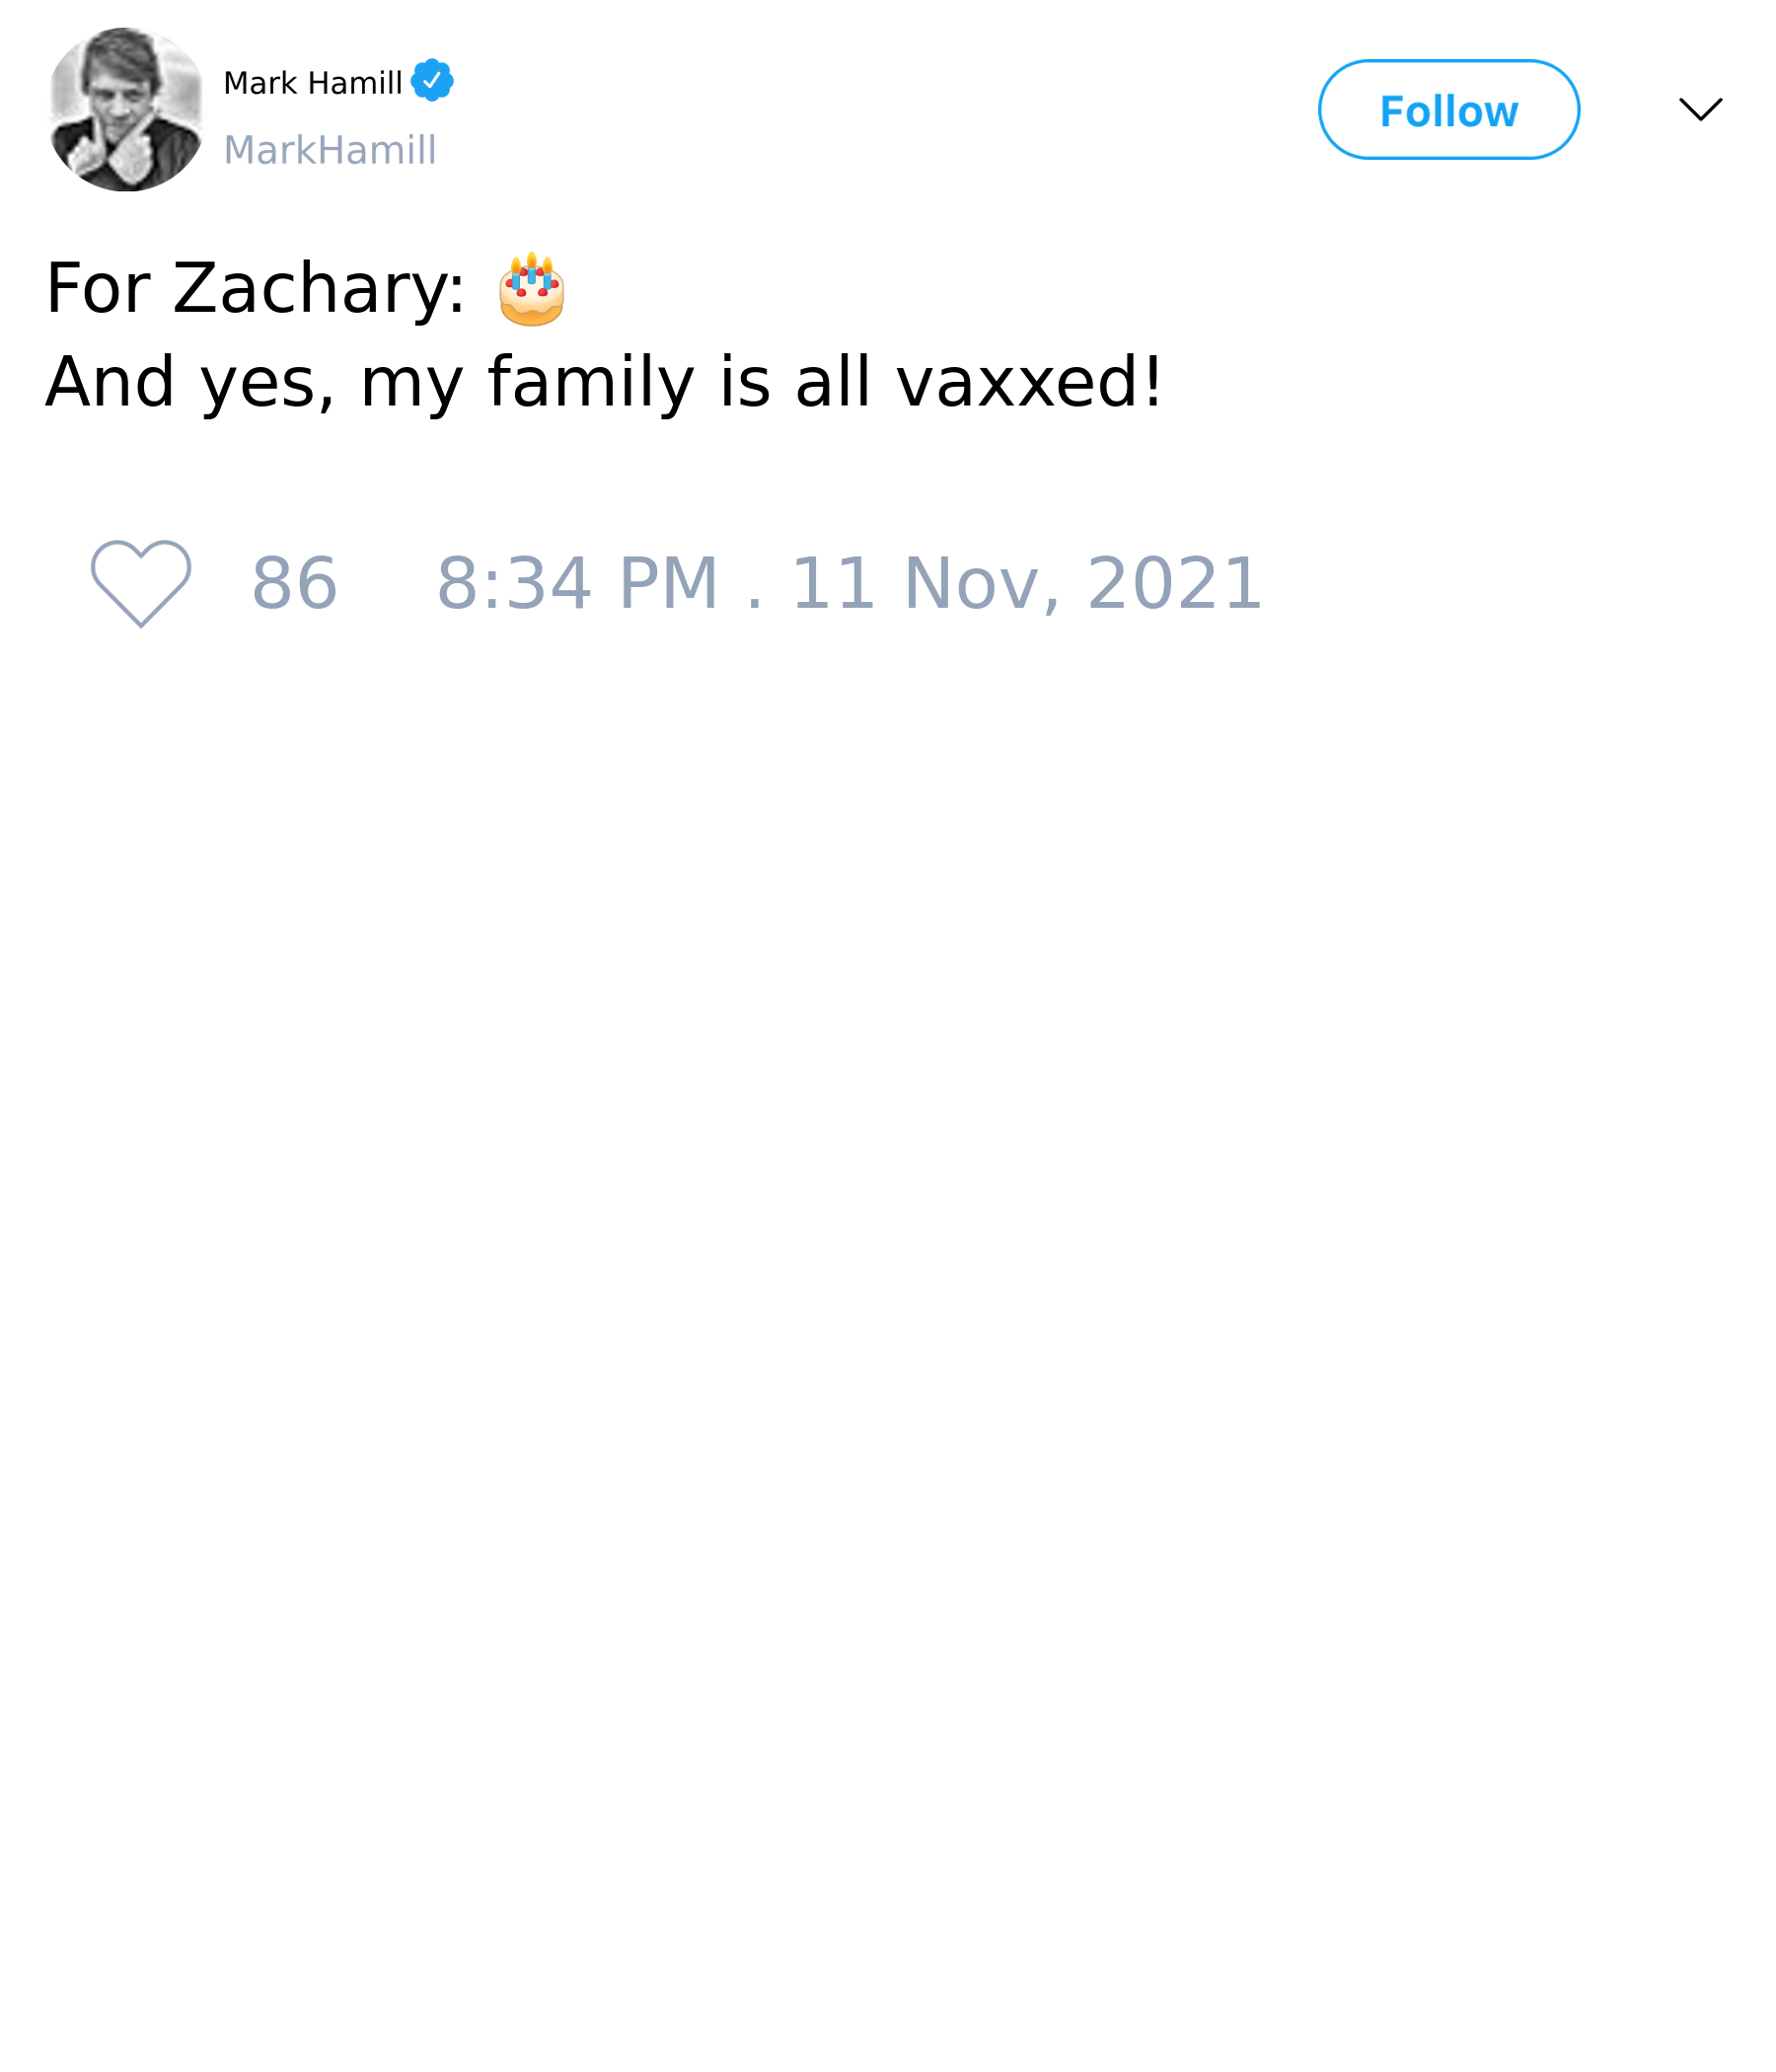 Mark Hamill
MarkHamill
Follow
For Zachary: 🎂
And yes, my family is all vaxxed!
86 8:34 PM . 11 Nov, 2021